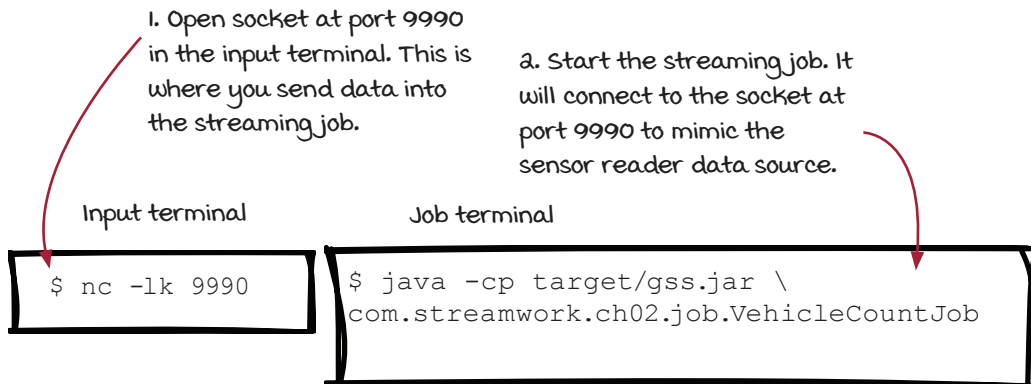 1. Open socket at port 9990
in the input terminal. This is
where you send data into
the streaming job.
2. Start the streaming job. It
will connect to the socket at
port 9990 to mimic the
sensor reader data source.
Input terminal
Job terminal
$ nc -lk 9990
$ java -cp target/gss.jar \
com.streamwork.ch02.job.VehicleCountJob